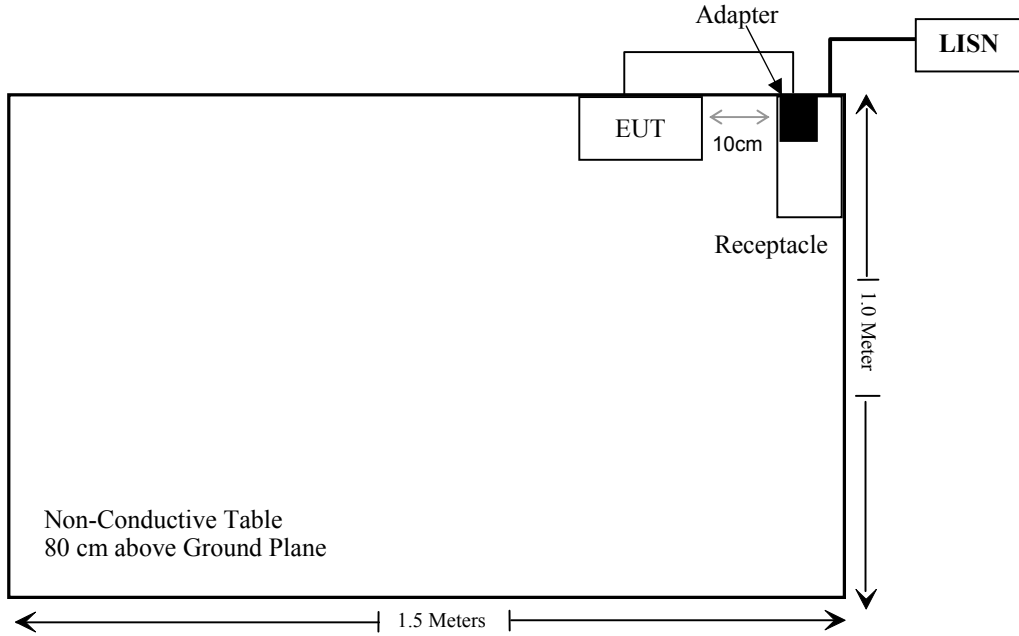 Adapter
LISN
EUT
10cm
Receptacle
1.0 Meter
Non-Conductive Table
80 cm above Ground Plane
1.5 Meters